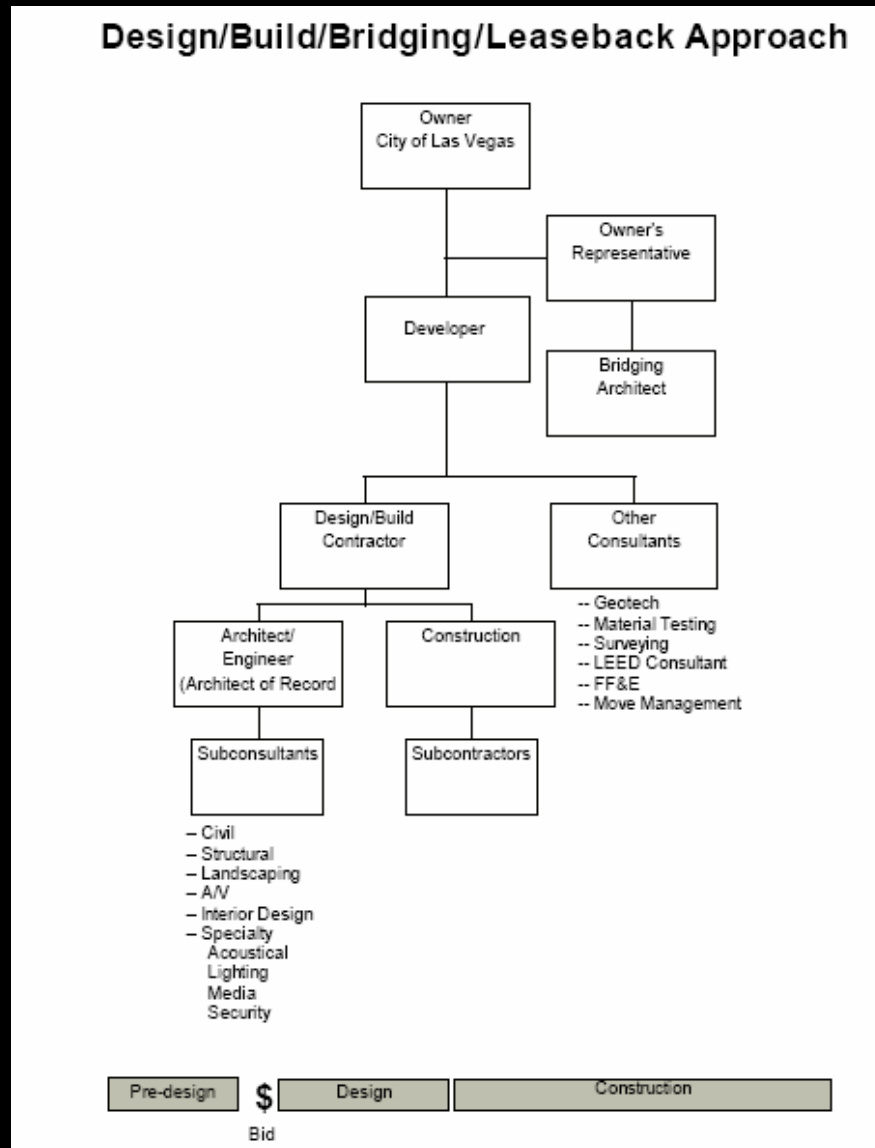 Design/Build/Bridging/Leaseback Approach
Owner
City of Las Vegas
Owner's
Representative
Developer
Bridging
Architect
Design/Build
Contractor
Other
Consultants
-- Geotech
-- Material Testing
-- Surveying
-- LEED Consultant
-- FF&E
-- Move Management
Architect/
Engineer
(Architect of Record
Construction
Subconsultants
Subcontractors
– Civil
– Structural
– Landscaping
– A/V
– Interior Design
– Specialty
Acoustical
Lighting
Media
Security
Pre-design
$
Bid
Design
Construction